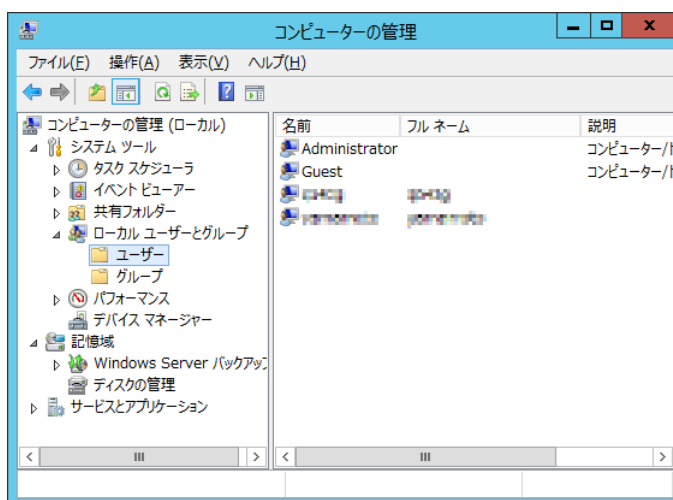 コンピューターの管理
ファイル(F) 操作(A) 表示(V) ヘルプ(H)
コンピューターの管理 (ローカル)
システム ツール
タスク スケジューラ
イベント ビューアー
共有フォルダー
ローカル ユーザーとグループ
ユーザー
グループ
パフォーマンス
デバイス マネージャー
記憶域
Windows Server バックアップ
ディスクの管理
サービスとアプリケーション
名前 フル ネーム 説明
Administrator コンピューター/
Guest コンピューター/